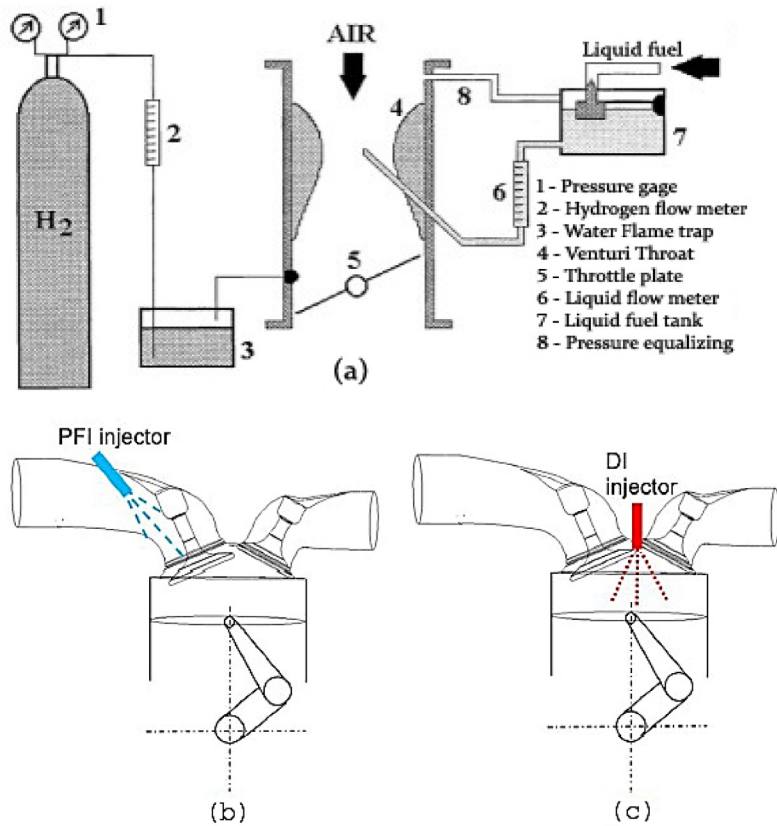 1
AIR
Liquid fuel
2
4
8
7
H2
6
5
3
1 - Pressure gage
2 - Hydrogen flow meter
3 - Water Flame trap
4 - Venturi Throat
5 - Throttle plate
6 - Liquid flow meter
7 - Liquid fuel tank
8 - Pressure equalizing
(a)
PFI injector
DI
injector
(b)
(c)